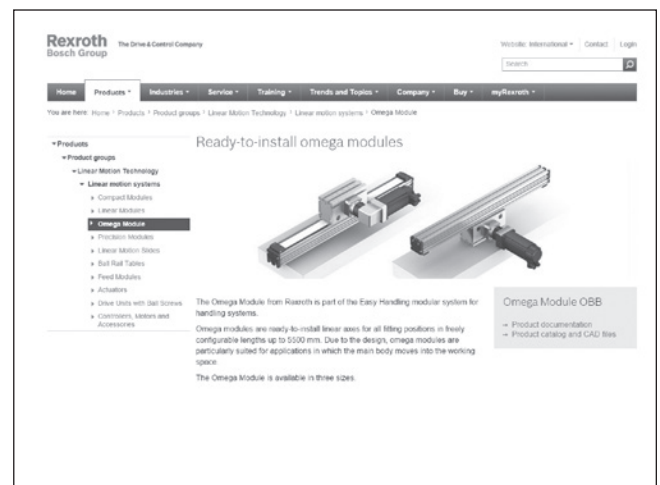 Rexroth
Bosch Group
The Drive & Control Company
Website: International
Contact
Login
Search
Home
Products
Industries
Service
Training
Trends and Topics
Company
Buy
myRexroth
You are here: Home › Products › Product groups › Linear Motion Technology › Linear motion systems › Omega Module
Products
Product groups
Linear Motion Technology
Linear motion systems
Compact Modules
Linear Modules
Omega Module
Precision Modules
Linear Motion Slides
Ball Rail Tables
Feed Modules
Actuators
Drive Units with Ball Screws
Controllers, Motors and
Accessories
Ready-to-install omega modules
The Omega Module from Rexroth is part of the Easy Handling modular system for
handling systems.
Omega modules are ready-to-install linear axes for all fitting positions in freely
configurable lengths up to 5500 mm. Due to the design, omega modules are
particularly suited for applications in which the main body moves into the working
space.
The Omega Module is available in three sizes.
Omega Module OBB
→ Product documentation
→ Product catalog and CAD files